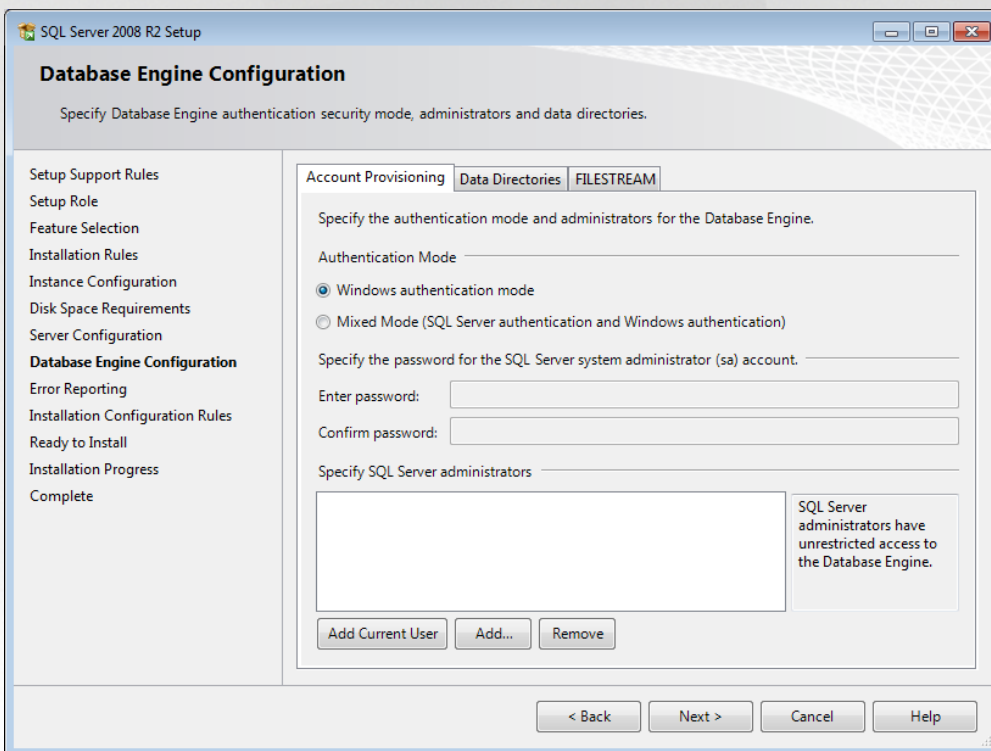 SQL Server 2008 R2 Setup
Database Engine Configuration
Specify Database Engine authentication security mode, administrators and data directories.
Setup Support Rules
Setup Role
Feature Selection
Installation Rules
Instance Configuration
Disk Space Requirements
Server Configuration
Database Engine Configuration
Error Reporting
Installation Configuration Rules
Ready to Install
Installation Progress
Complete
Account Provisioning Data Directories FILESTREAM
Specify the authentication mode and administrators for the Database Engine.
Authentication Mode
Windows authentication mode
Mixed Mode (SQL Server authentication and Windows authentication)
Specify the password for the SQL Server system administrator (sa) account.
Enter password:
Confirm password:
Specify SQL Server administrators
SQL Server
administrators have
unrestricted access to
the Database Engine.
Add Current User Add... Remove
< Back Next > Cancel Help